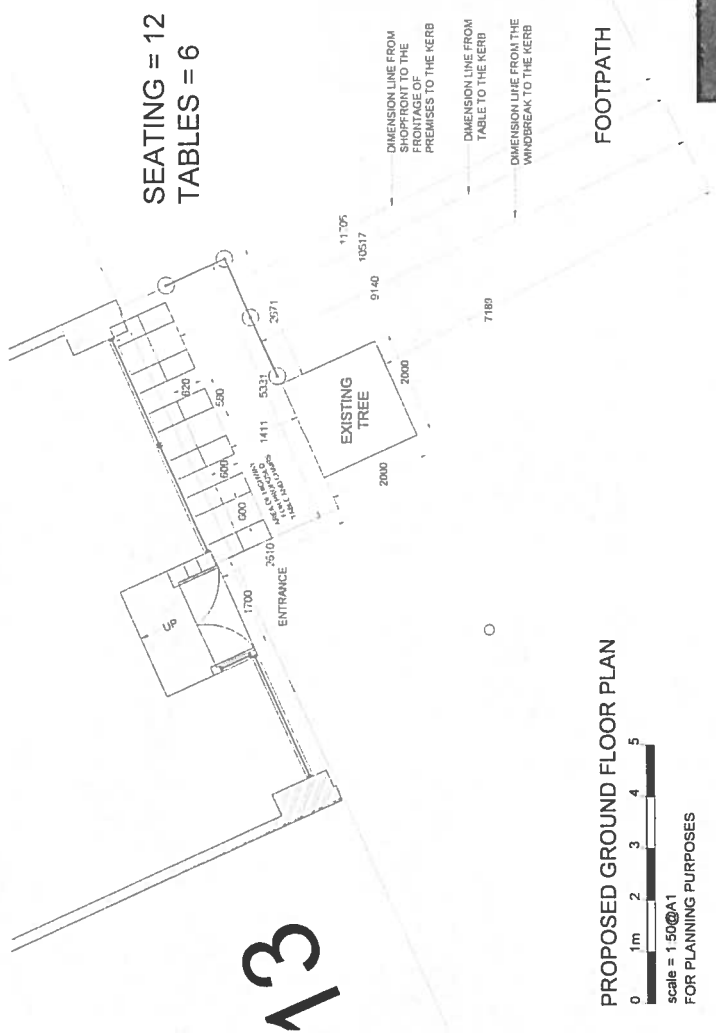 SEATING = 12
TABLES = 6
DIMENSION LINE FROM
SHOPFRONT TO THE
FRONTAGE OF
PREMISES TO THE KERB
DIMENSION LINE FROM
TABLE TO THE KERB
DIMENSION LINE FROM THE
WINDBREAK TO THE KERB
FOOTPATH
11705
10517
9140
7189
2671
5331
1411
620
580
600
600
2610
1700
ENTRANCE
UP
EXISTING
TREE
2000
2000
13
PROPOSED GROUND FLOOR PLAN
0 1m 2 3 4 5
scale = 1:50@A1
FOR PLANNING PURPOSES